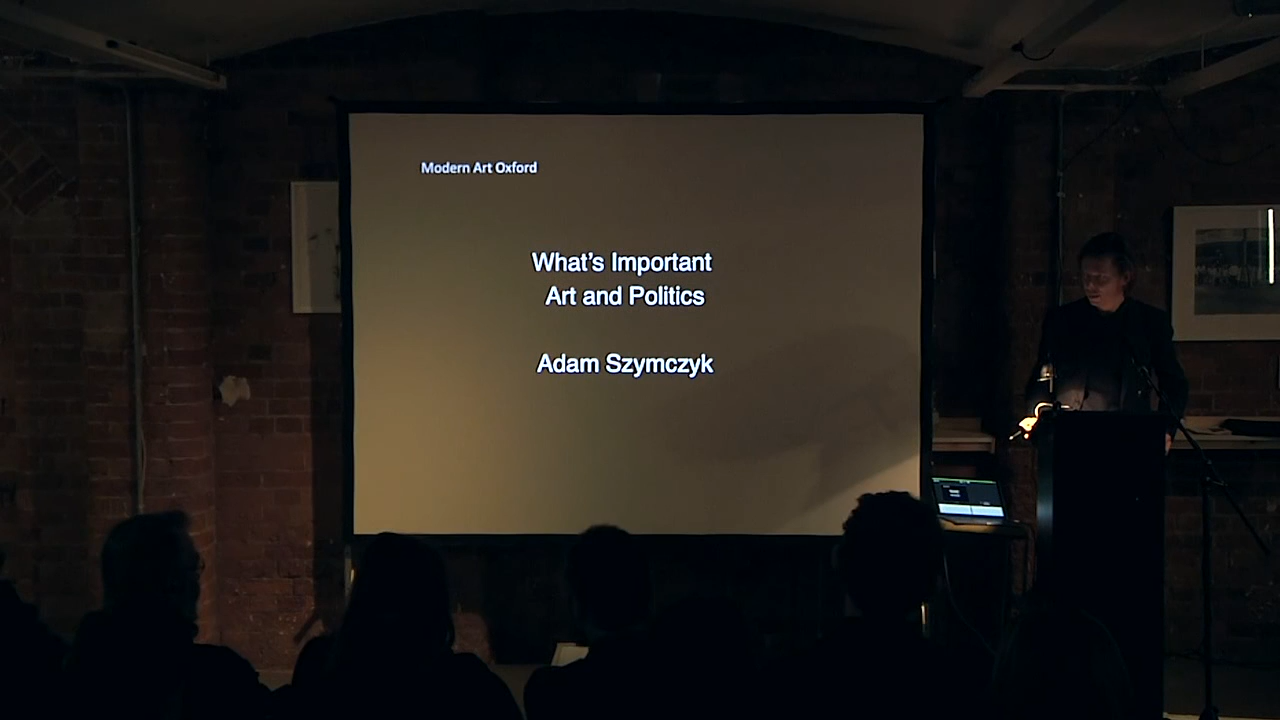 Modern Art Oxford
What's Important
Art and Politics
Adam Szymczyk